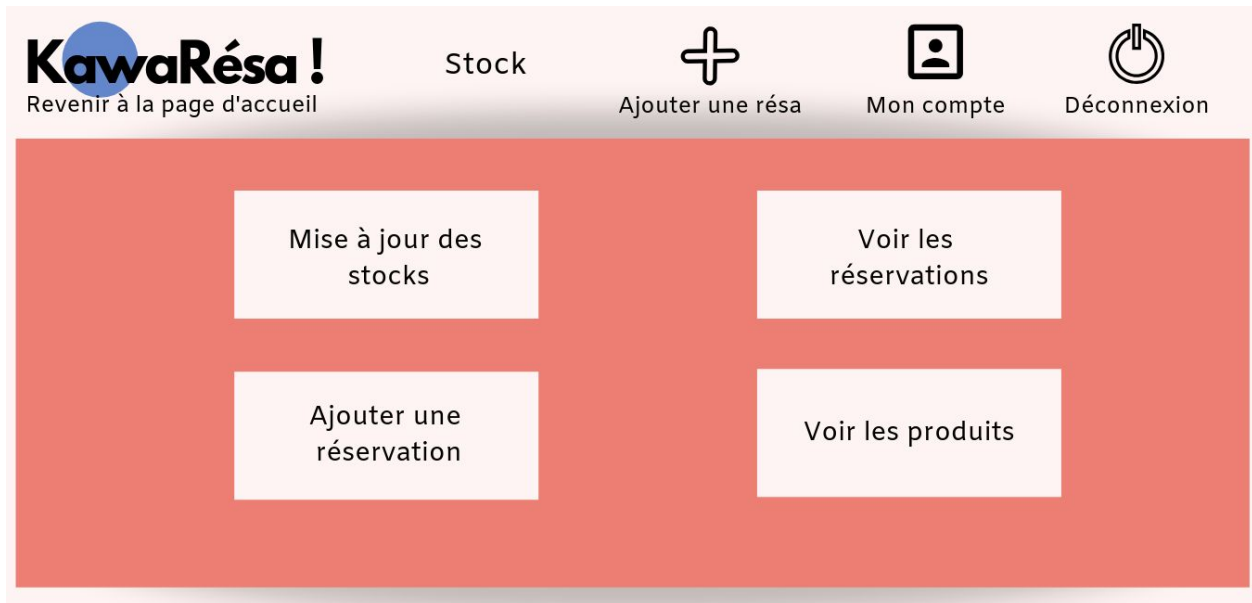 KawaRésa !
Revenir à la page d'accueil
Stock
Ajouter une résa
Mon compte
Déconnexion
Mise à jour des
stocks
Voir les
réservations
Ajouter une
réservation
Voir les produits